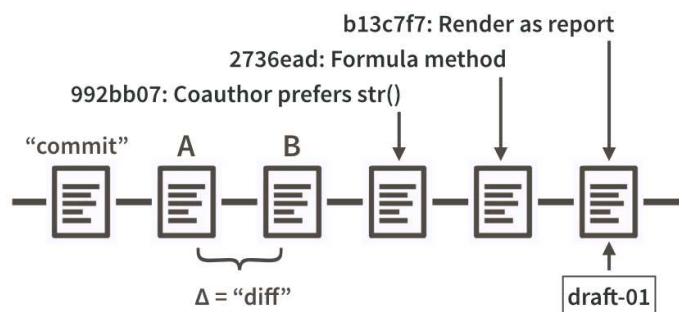 b13c7f7: Render as report
2736ead: Formula method
992bb07: Coauthor prefers str()
“commit”
A
B
Δ = “diff”
draft-01